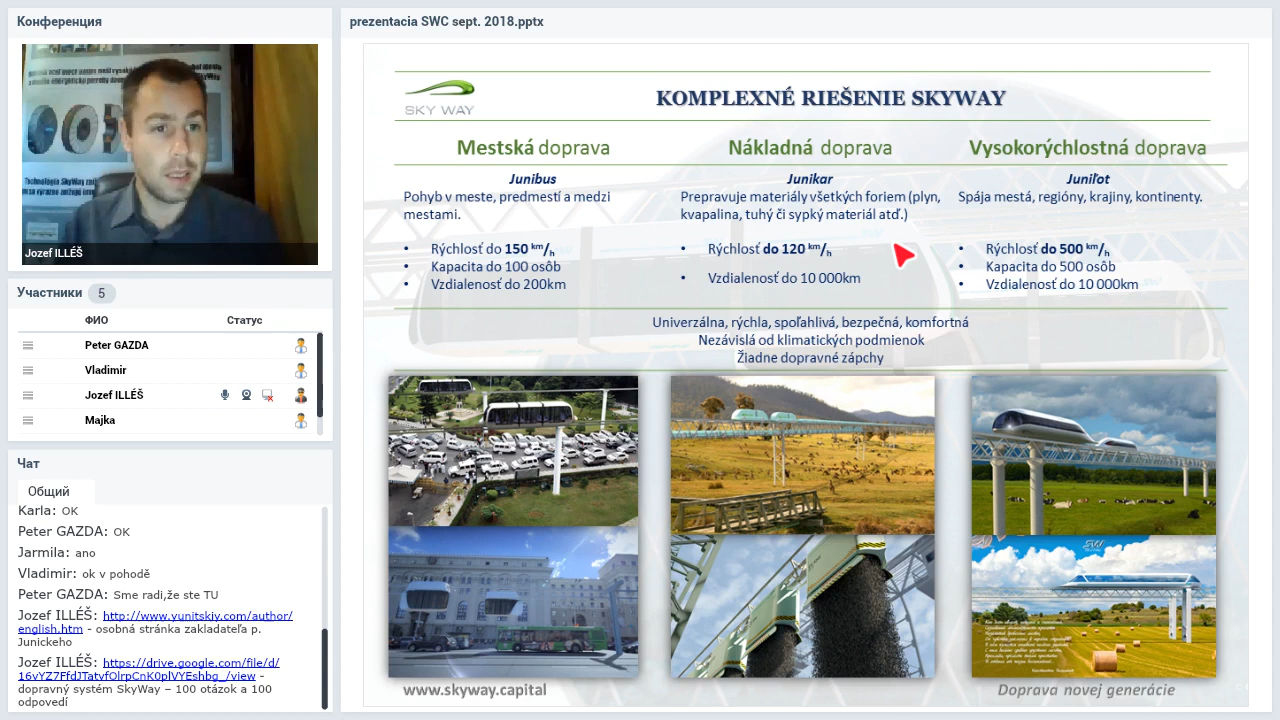 Конференция
Jozef ILLÉŠ
Участники 5
ФИО Статус
Peter GAZDA
Vladimir
Jozef ILLÉŠ
Majka
Чат
Общий
Karla: OK
Peter GAZDA: OK
Jarmila: ano
Vladimir: ok v pohodě
Peter GAZDA: Sme radi,že ste TU
Jozef ILLÉŠ: http://www.yunitskiy.com/author/
english.htm - osobná stránka zakladateľa p.
Junickeho
Jozef ILLÉŠ: https://drive.google.com/file/d/
16vYZ7FfdJTatvfOlrpCnK0plVYEshbg_/view -
dopravný systém SkyWay – 100 otázok a 100
odpovedí
prezentacia SWC sept. 2018.pptx
SKY WAY
KOMPLEXNÉ RIEŠENIE SKYWAY
Mestská doprava
Junibus
Pohyb v meste, predmestí a medzi
mestami.
• Rýchlosť do 150 km/h
• Kapacita do 100 osôb
• Vzdialenosť do 200km
Nákladná doprava
Junikar
Prepravuje materiály všetkých foriem (plyn,
kvapalina, tuhý či sypký materiál atď.)
• Rýchlosť do 120 km/h
• Vzdialenosť do 10 000km
Vysokorýchlostná doprava
Juniľot
Spája mestá, regióny, krajiny, kontinenty.
• Rýchlosť do 500 km/h
• Kapacita do 500 osôb
• Vzdialenosť do 10 000km
Univerzálna, rýchla, spoľahlivá, bezpečná, komfortná
Nezávislá od klimatických podmienok
Žiadne dopravné zápchy
www.skyway.capital
Doprava novej generácie